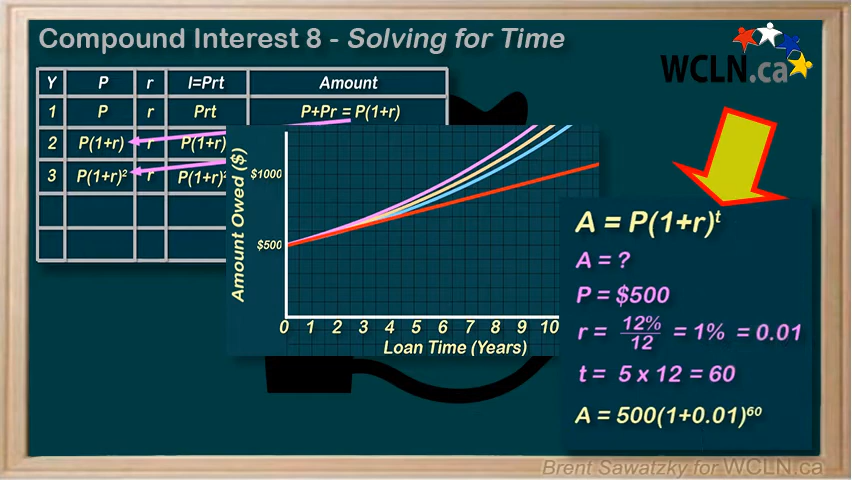 Compound Interest 8 - Solving for Time
WCLN.ca
Y P r I=Prt Amount
1 P r Prt P+Pr = P(1+r)
2 P(1+r) r P(1+r)
3 P(1+r)² r P(1+r)²
Amount Owed ($)
$1000
$500
0 1 2 3 4 5 6 7 8 9 10
Loan Time (Years)
A = P(1+r)ᵗ
A = ?
P = $500
r = 12%/12 = 1% = 0.01
t = 5 x 12 = 60
A = 500(1+0.01)⁶⁰
Brent Sawatzky for WCLN.ca